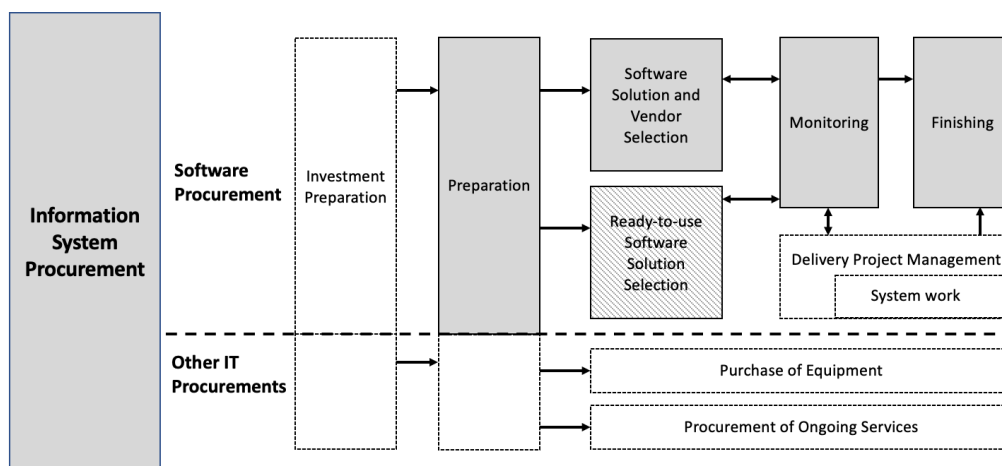 Information
System
Procurement
Software
Procurement
Investment
Preparation
Preparation
Software
Solution and
Vendor
Selection
Ready-to-use
Software
Solution
Selection
Monitoring
Finishing
Delivery Project Management
System work
Other IT
Procurements
Purchase of Equipment
Procurement of Ongoing Services